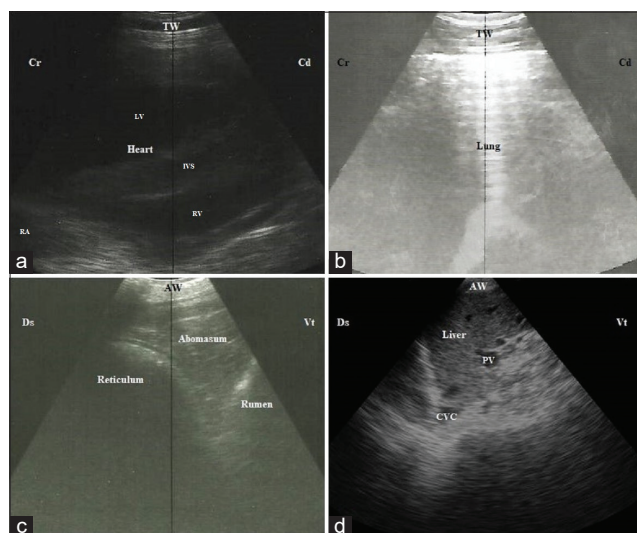 TW
Cr
Cd
LV
Heart
IVS
RV
RA
a
TW
Cr
Cd
Lung
b
AW
Ds
Vt
Abomasum
Reticulum
Rumen
c
AW
Ds
Vt
Liver
PV
CVC
d